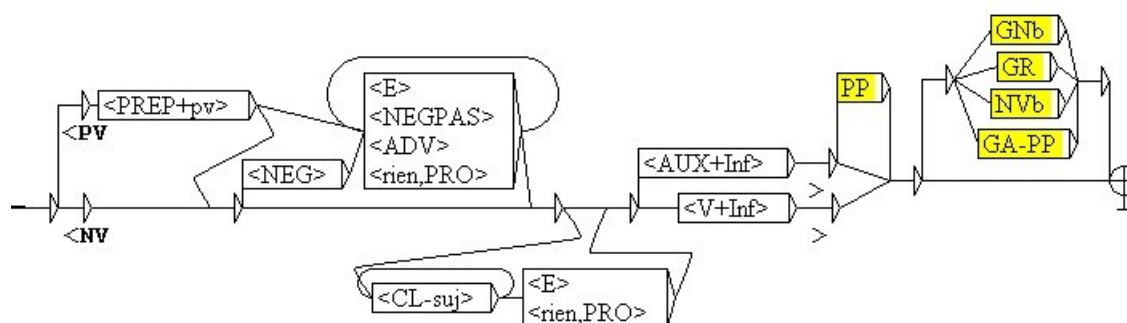 <PREP+pv>
<PV
<NV
<NEG>
<E>
<NEGPAS>
<ADV>
<rien,PRO>
<CL-suj>
<E>
<rien,PRO>
<AUX+Inf>
>
<V+Inf>
>
PP
GNb
GR
NVb
GA-PP